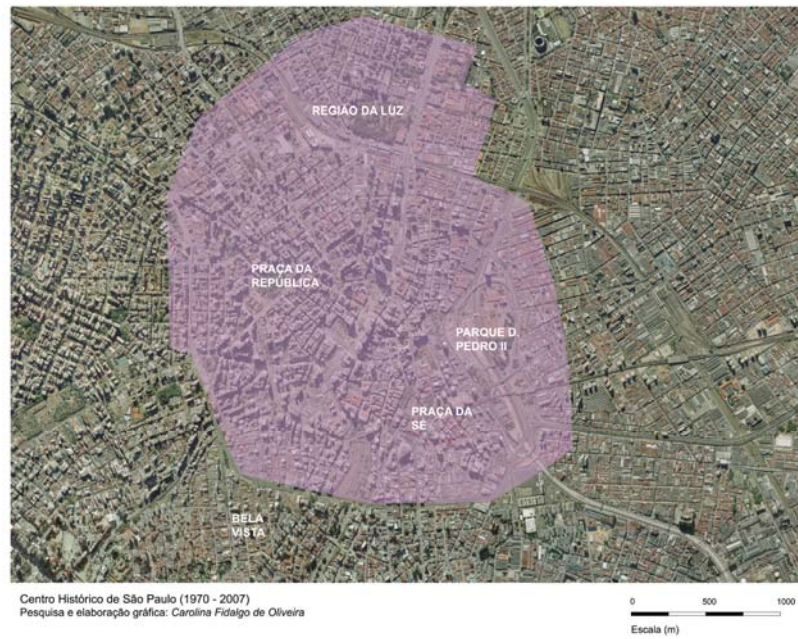 REGIÃO DA LUZ
PRAÇA DA
REPÚBLICA
PARQUE D.
PEDRO II
PRAÇA DA
SÉ
BELA
VISTA
Centro Histórico de São Paulo (1970 - 2007)
Pesquisa e elaboração gráfica: Carolina Fidalgo de Oliveira
0 500 1000
Escala (m)